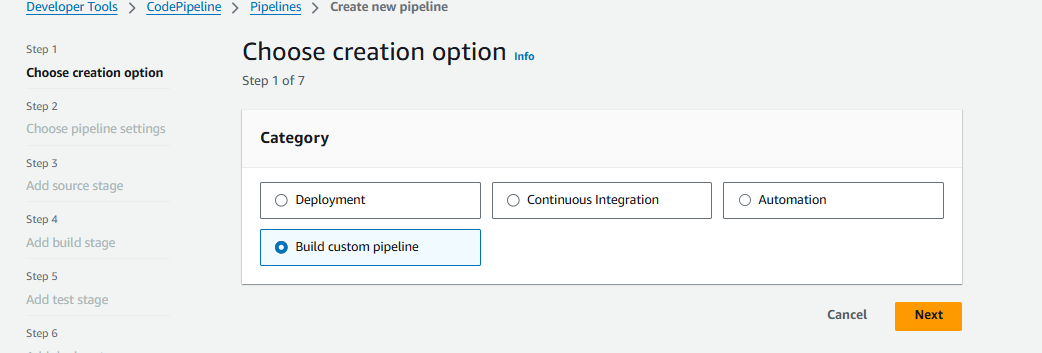 Developer Tools > CodePipeline > Pipelines > Create new pipeline
Step 1
Choose creation option
Step 2
Choose pipeline settings
Step 3
Add source stage
Step 4
Add build stage
Step 5
Add test stage
Step 6
Choose creation option Info
Step 1 of 7
Category
Deployment
Continuous Integration
Automation
Build custom pipeline
Cancel
Next